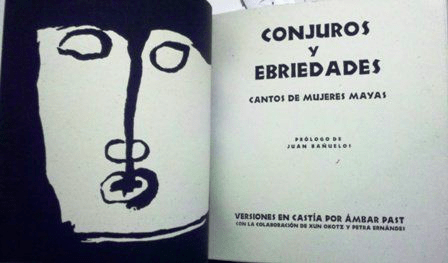 CONJUROS
Y
EBRIEDADES
CANTOS DE MUJERES MAYAS
PRÓLOGO DE
JUAN BAÑUELOS
VERSIONES EN CASTÍA POR ÁMBAR PAST
CON LA COLABORACIÓN DE XUN OKOTZ Y PETRA ERNÁNDES